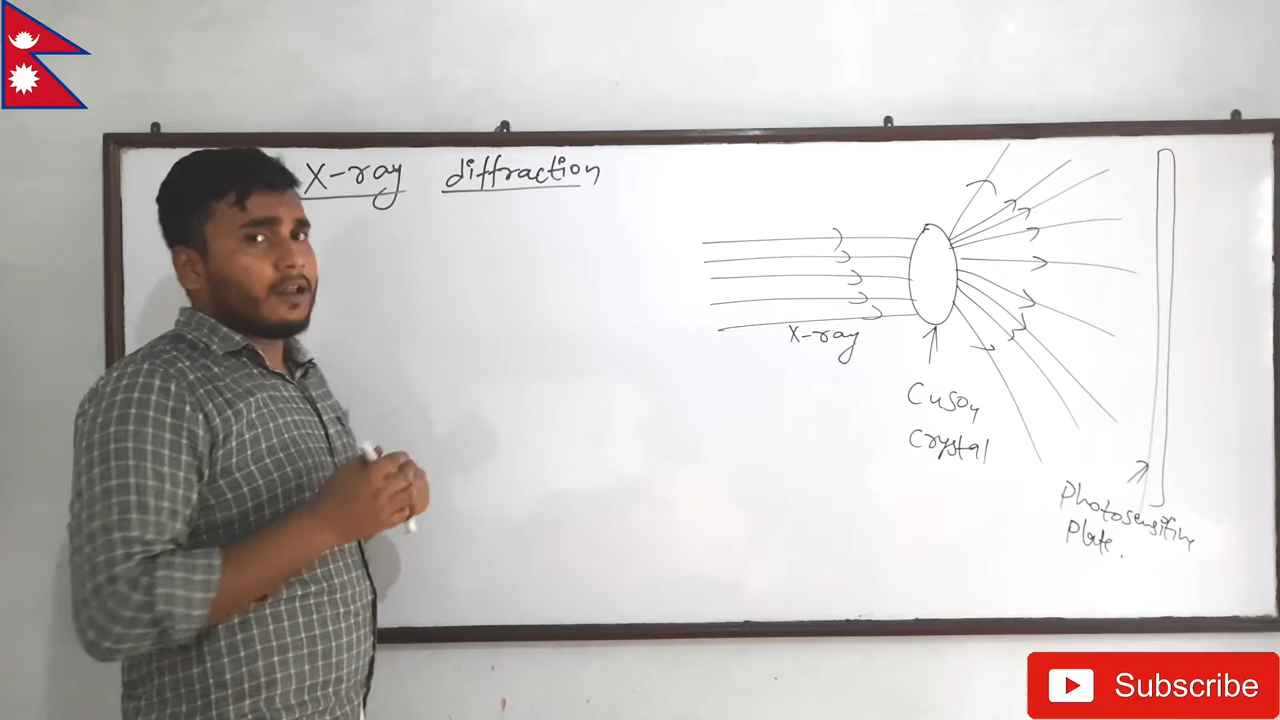 X-ray diffraction
X-ray
CuSO4
Crystal
Photosensitive
Plate.
Subscribe